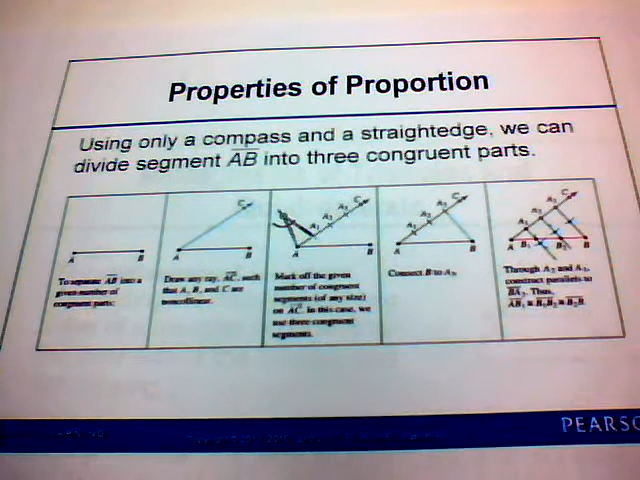 Properties of Proportion
Using only a compass and a straightedge, we can
divide segment AB into three congruent parts.
A B
C
A B
C
A₁ A₂ A₃
A B
C
A₁ A₂ A₃
A B
C
A₁ A₂ A₃
A B₁ B₂ B
To separate AB into a
given number of
congruent parts:
Draw any ray, AC, such
that A, B, and C are
noncollinear.
Mark off the given
number of congruent
segments (of any size)
on AC. In this case, we
use three congruent
segments.
Connect B to A₃.
Through A₂ and A₁,
construct parallels to
BA₃. Thus,
AB₁ ≅ B₁B₂ ≅ B₂B.
PEARSO